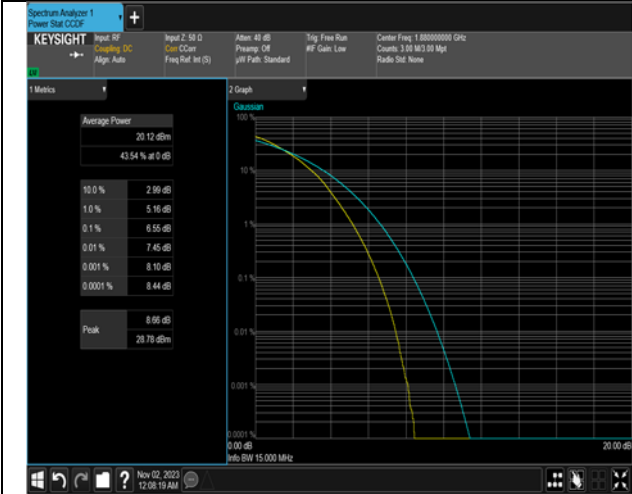 Spectrum Analyzer 1
Power Stat CCDF
+
KEYSIGHT
Input: RF
Coupling: DC
Align: Auto
Input Z: 50 Ω
Corr CCorr
Freq Ref: Int (S)
Atten: 40 dB
Preamp: Off
µW Path: Standard
Trig: Free Run
#IF Gain: Low
Center Freq: 1.880000000 GHz
Counts: 3.00 M/3.00 Mpt
Radio Std: None
1 Metrics
Average Power
20.12 dBm
43.54 % at 0 dB
10.0 % 2.99 dB
1.0 % 5.16 dB
0.1 % 6.55 dB
0.01 % 7.45 dB
0.001 % 8.10 dB
0.0001 % 8.44 dB
Peak
8.66 dB
28.78 dBm
2 Graph
Gaussian
100 %
10 %
1 %
0.1 %
0.01 %
0.001 %
0.0001 %
0.00 dB 20.00 dB
Info BW 15.000 MHz
? Nov 02, 2023
12:08:19 AM